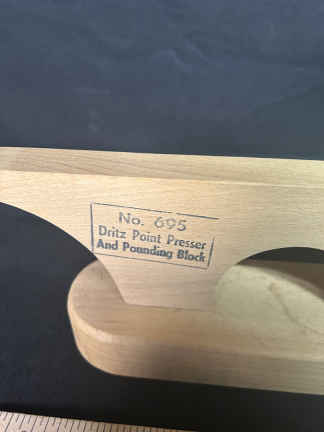 No. 695
Dritz Point Presser
And Pounding Block